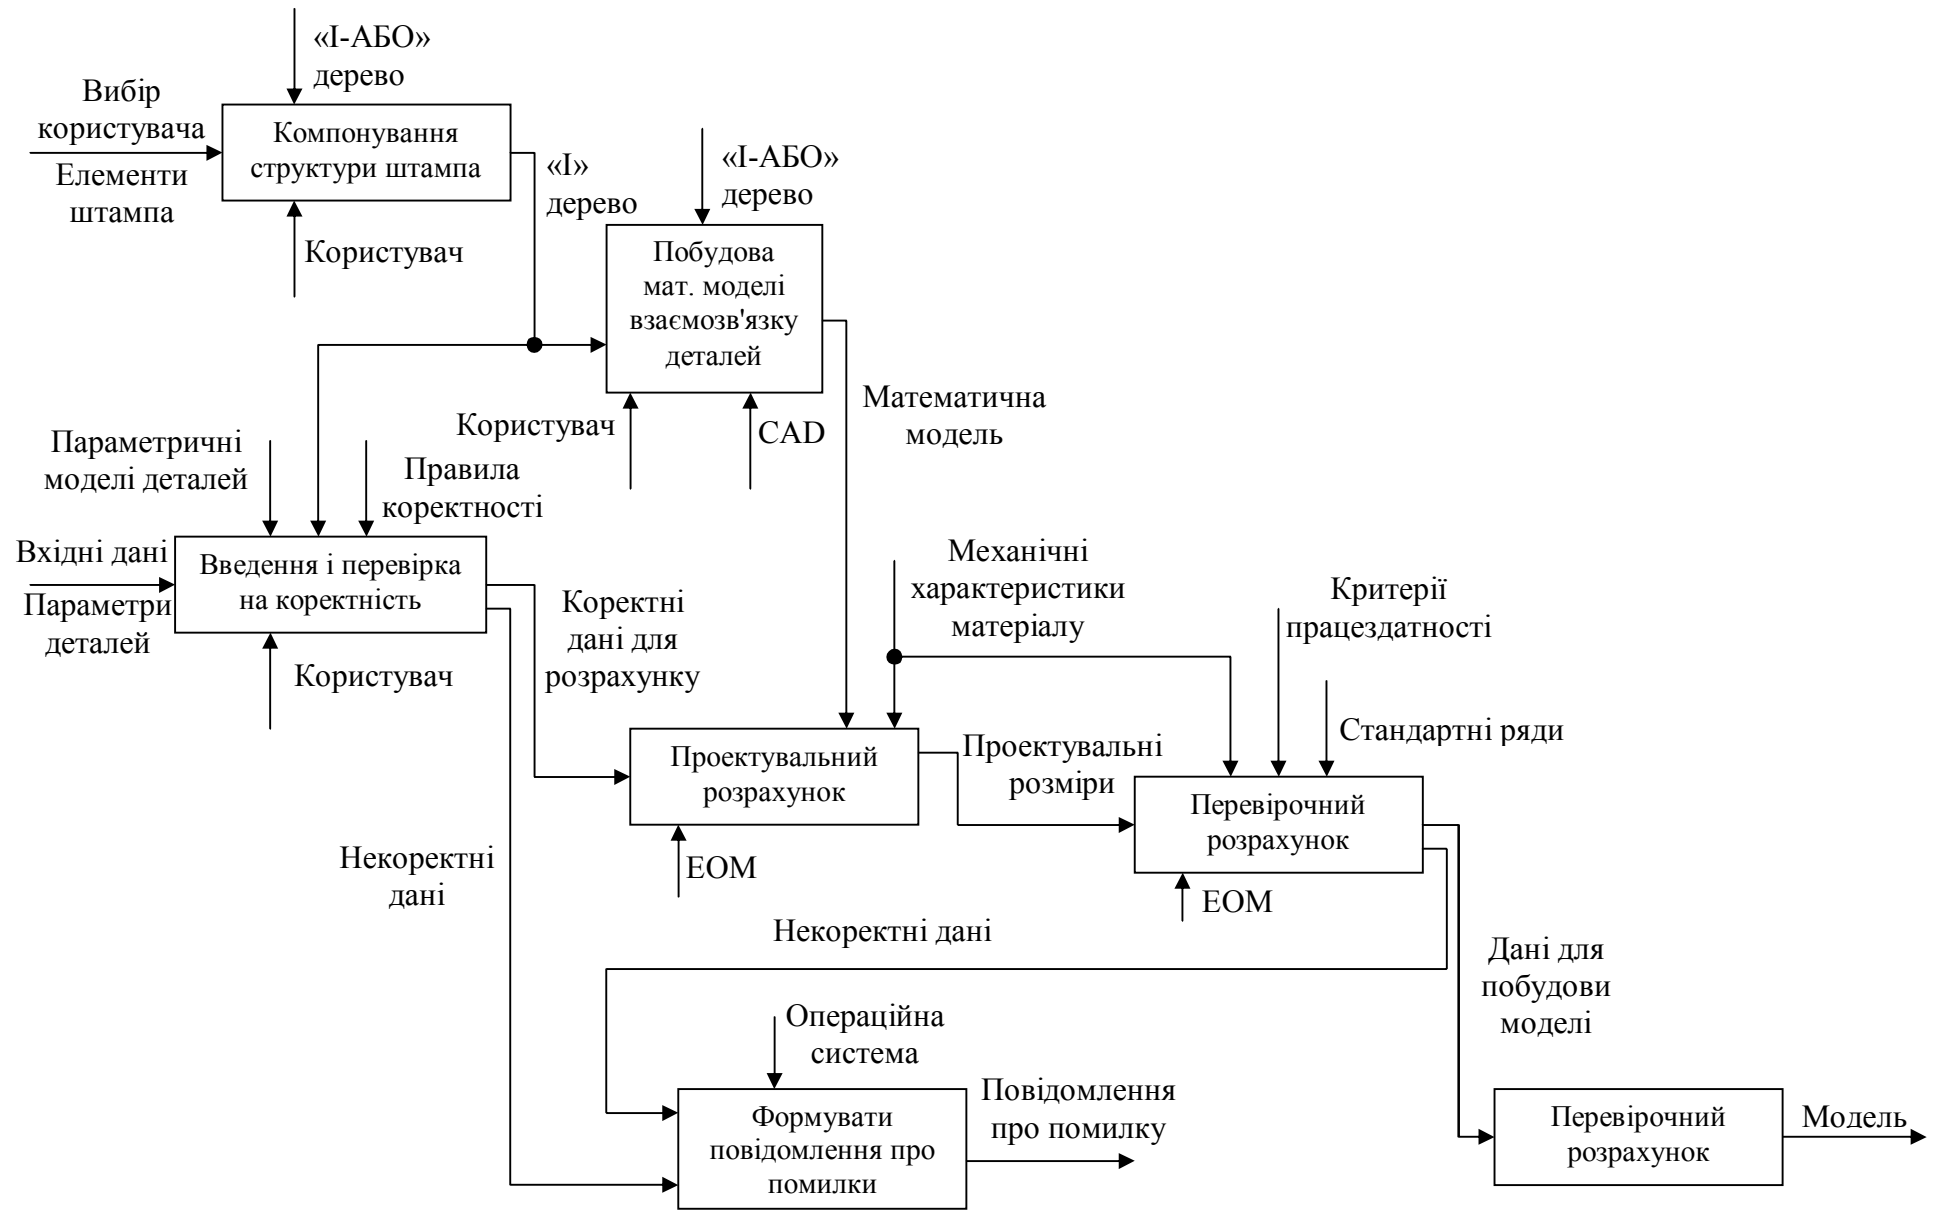 «І-АБО»
дерево
Вибір
користувача
Елементи
штампа
Компонування
структури штампа
Користувач
«І»
дерево
«І-АБО»
дерево
Побудова
мат. моделі
взаємозв'язку
деталей
Користувач
CAD
Математична
модель
Параметричні
моделі деталей
Правила
коректності
Вхідні дані
Параметри
деталей
Введення і перевірка
на коректність
Користувач
Коректні
дані для
розрахунку
Механічні
характеристики
матеріалу
Критерії
працездатності
Стандартні ряди
Проектувальний
розрахунок
ЕОМ
Проектувальні
розміри
Перевірочний
розрахунок
ЕОМ
Некоректні
дані
Некоректні дані
Дані для
побудови
моделі
Операційна
система
Формувати
повідомлення про
помилки
Повідомлення
про помилку
Перевірочний
розрахунок
Модель